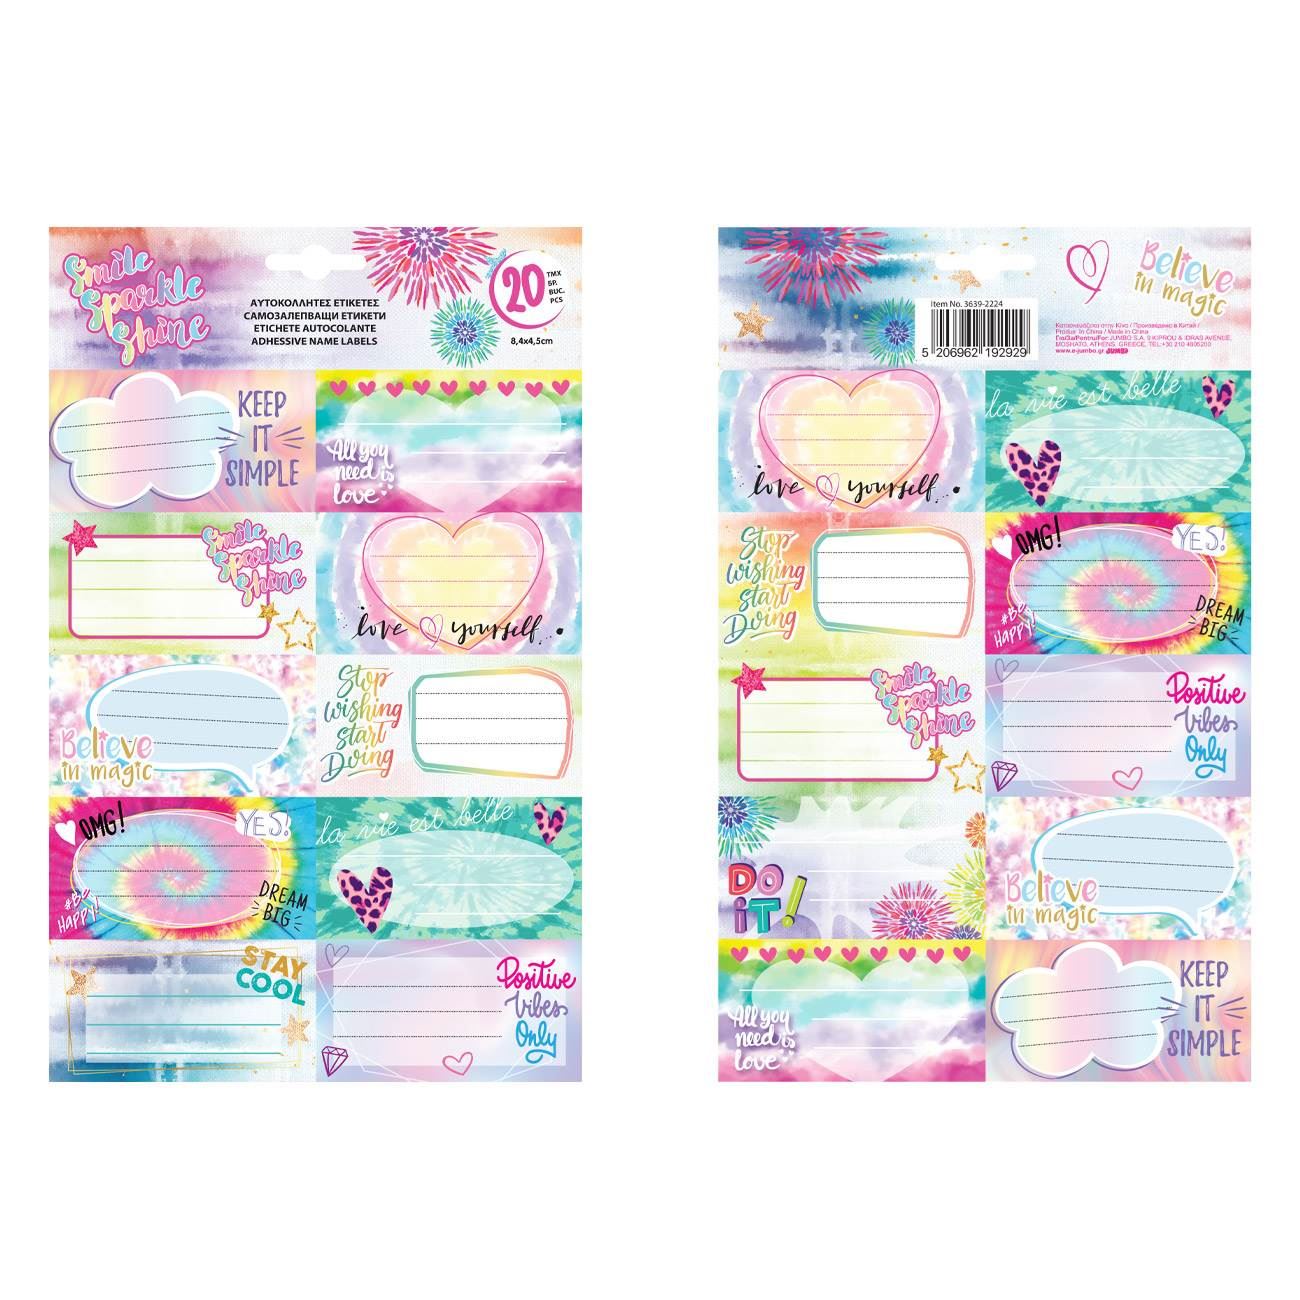 Smile
Sparkle
Shine
ΑΥΤΟΚΟΛΛΗΤΕΣ ΕΤΙΚΕΤΕΣ
САМОЗАЛЕПВАЩИ ЕТИКЕТИ
ETICHETE AUTOCOLANTE
ADHESSIVE NAME LABELS
20
ΤΜΧ
БР.
BUC.
PCS
8,4x4,5cm
KEEP
IT
SIMPLE
All you
need is
love
Smile
Sparkle
Shine
love yourself.
Believe
in magic
Stop
wishing
start
Doing
OMG!
YES!
#Be
Happy!
DREAM
BIG
la vie est belle
STAY
COOL
Positive
Vibes
Only
Believe
in magic
Item No. 3639-2224
5 206962 192929
Κατασκευάζεται στην Κίνα / Произведено в Китай /
Produs in China / Made in China
Για/За/Pentru/For: JUMBO S.A. 9 KIPROU & IDRAS AVENUE,
MOSHATO, ATHENS, GREECE, TEL:+30 210 4805200
www.e-jumbo.gr JUMBO
love yourself.
la vie est belle
Stop
wishing
start
Doing
OMG!
YES!
#Be
Happy!
DREAM
BIG
Smile
Sparkle
Shine
Positive
Vibes
Only
DO
iT!
Believe
in magic
All you
need is
love
KEEP
IT
SIMPLE